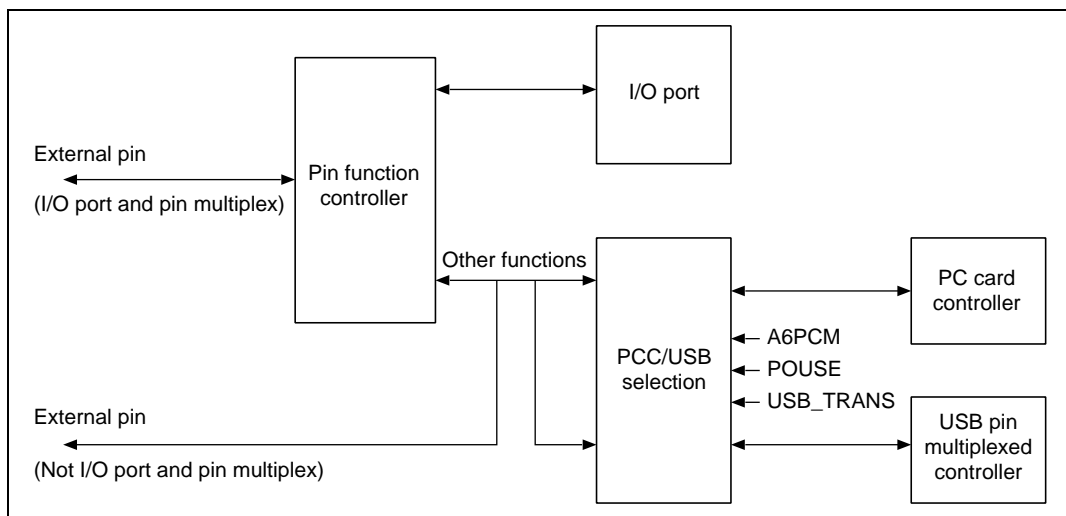 I/O port
External pin
(I/O port and pin multiplex)
Pin function
controller
Other functions
PC card
controller
PCC/USB
selection
A6PCM
POUSE
USB_TRANS
External pin
(Not I/O port and pin multiplex)
USB pin
multiplexed
controller